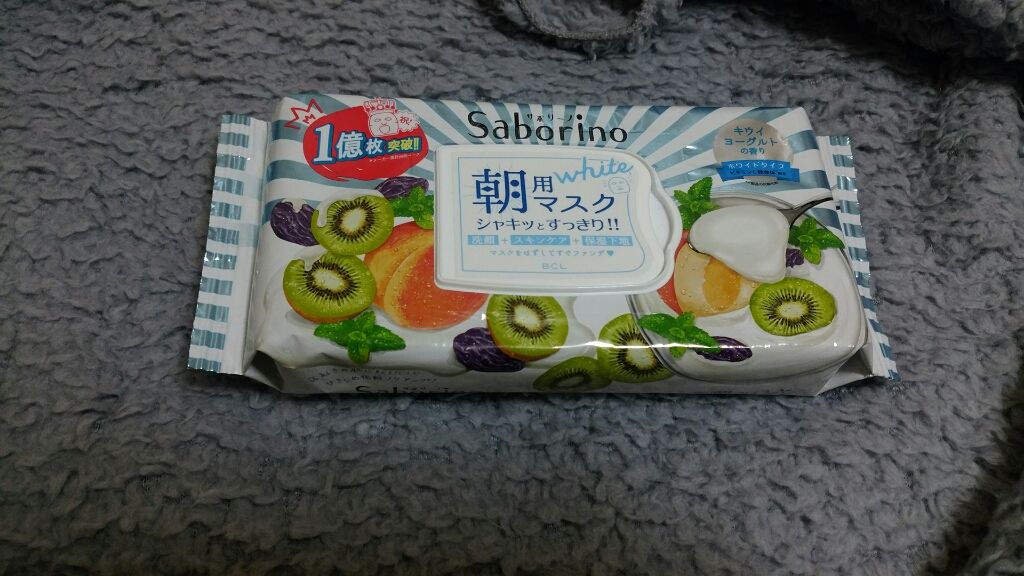 祝!
1億枚突破!!
サボリーノ
Saborino
キウイ
ヨーグルト
の香り
ホワイトタイプ
朝用マスク
white
シャキッとすっきり!!
洗顔+スキンケア+保湿下地
マスクをはずしてすぐファンデ♥
BCL